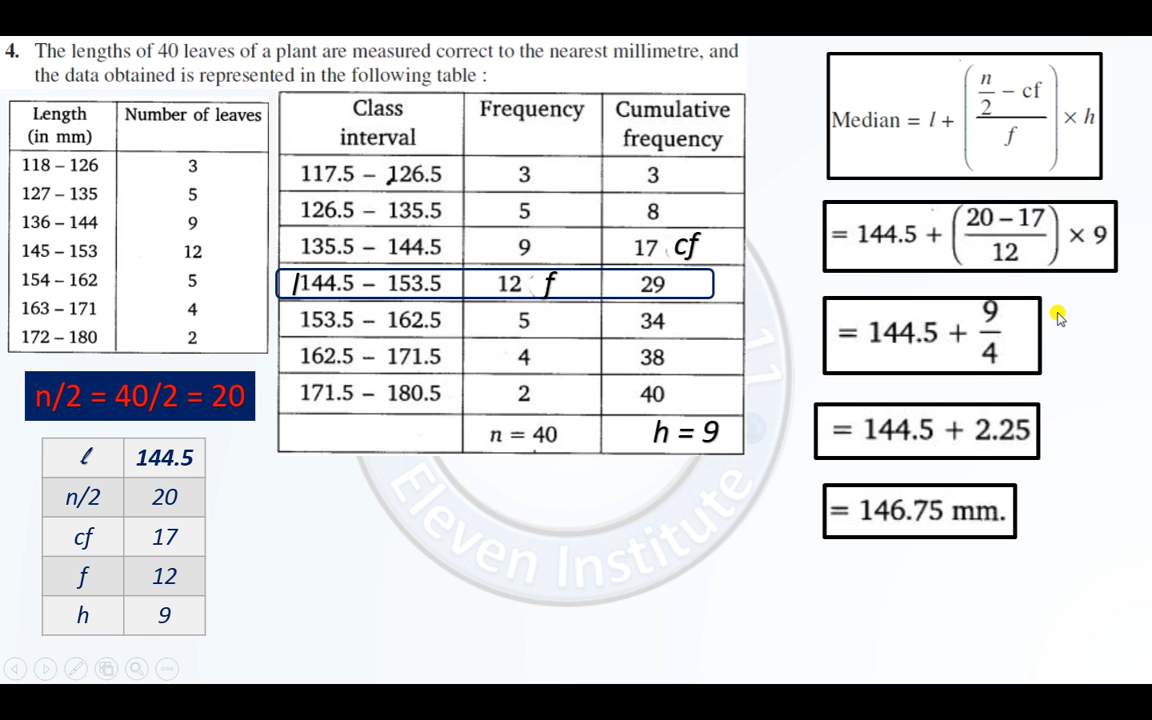 4. The lengths of 40 leaves of a plant are measured correct to the nearest millimetre, and
the data obtained is represented in the following table :
Length (in mm) Number of leaves
118 – 126 3
127 – 135 5
136 – 144 9
145 – 153 12
154 – 162 5
163 – 171 4
172 – 180 2
Class interval Frequency Cumulative frequency
117.5 – 126.5 3 3
126.5 – 135.5 5 8
135.5 – 144.5 9 17 cf
l144.5 – 153.5 12 f 29
153.5 – 162.5 5 34
162.5 – 171.5 4 38
171.5 – 180.5 2 40
n = 40 h = 9
n/2 = 40/2 = 20
ℓ 144.5
n/2 20
cf 17
f 12
h 9
Median = l + ( (n/2 – cf) / f ) × h
= 144.5 + ( (20 – 17) / 12 ) × 9
= 144.5 + 9/4
= 144.5 + 2.25
= 146.75 mm.
Eleven Institute
11